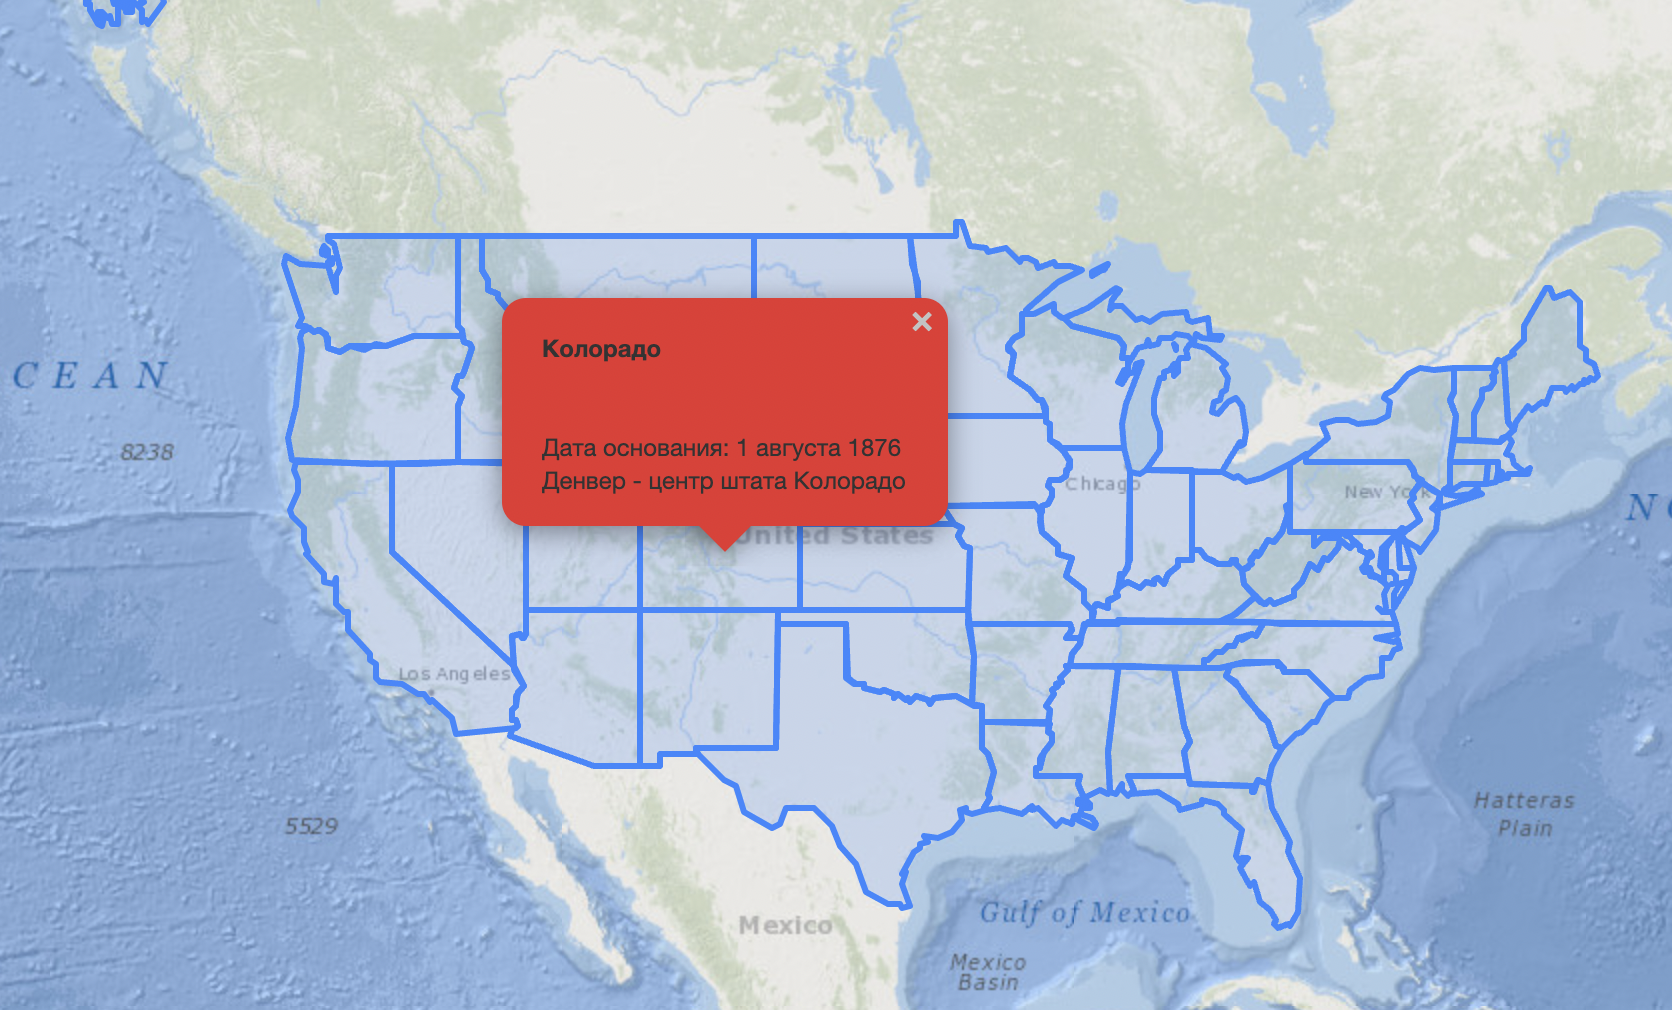 ×
Колорадо
Дата основания: 1 августа 1876
Денвер - центр штата Колорадо
OCEAN
8238
Chicago
New York
United States
Los Angeles
5529
Hatteras
Plain
Mexico
Gulf of Mexico
Mexico
Basin